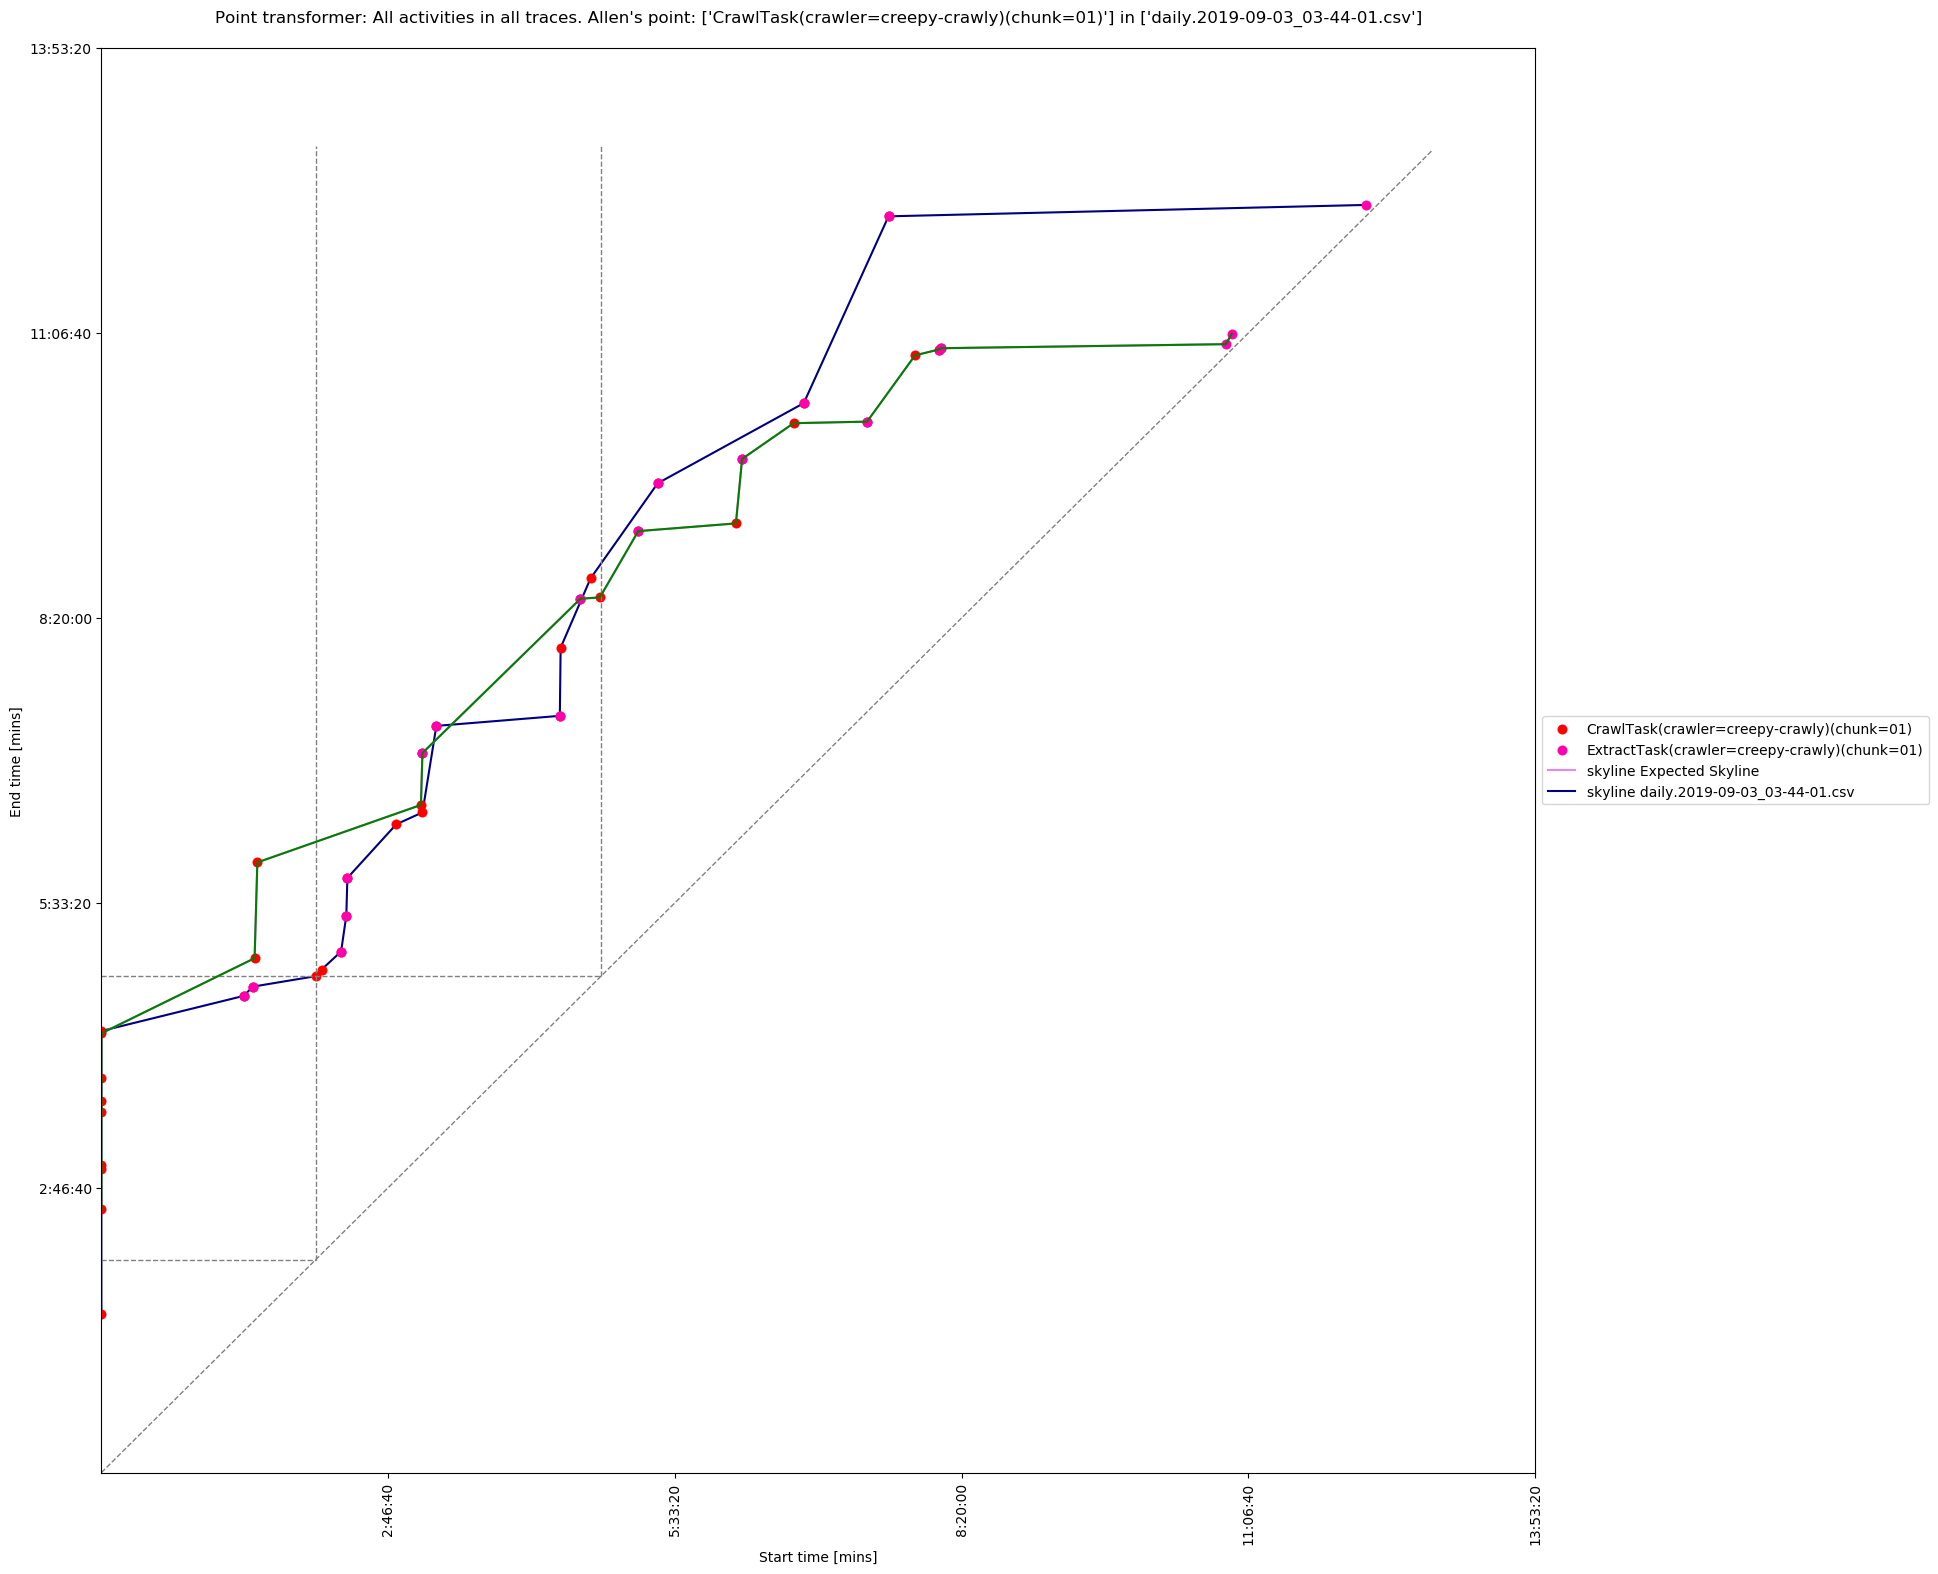 Point transformer: All activities in all traces. Allen's point: ['CrawlTask(crawler=creepy-crawly)(chunk=01)'] in ['daily.2019-09-03_03-44-01.csv']
13:53:20
11:06:40
8:20:00
5:33:20
2:46:40
End time [mins]
2:46:40
5:33:20
8:20:00
11:06:40
13:53:20
Start time [mins]
CrawlTask(crawler=creepy-crawly)(chunk=01)
ExtractTask(crawler=creepy-crawly)(chunk=01)
skyline Expected Skyline
skyline daily.2019-09-03_03-44-01.csv